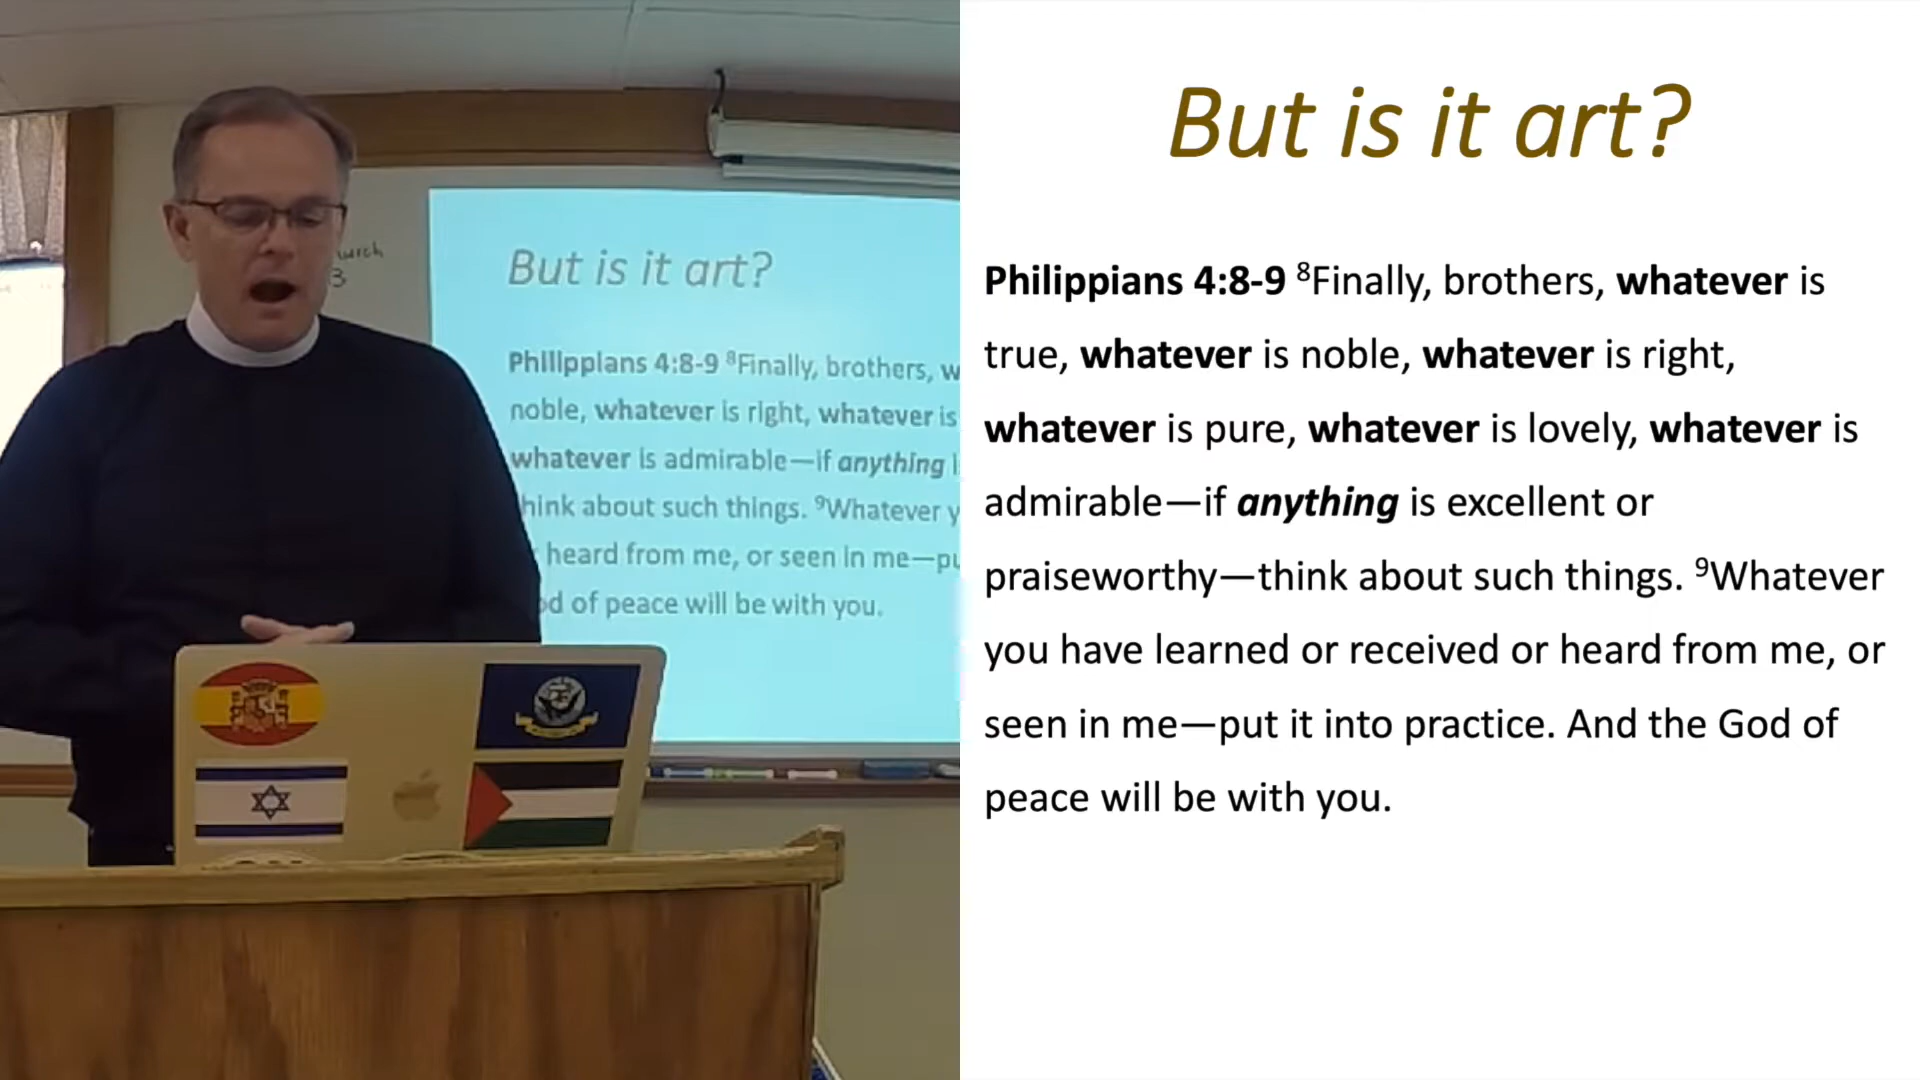 urch
3
But is it art?
Philippians 4:8-9 ⁸Finally, brothers, w
noble, whatever is right, whatever is
whatever is admirable—if anything i
hink about such things. ⁹Whatever y
heard from me, or seen in me—pu
od of peace will be with you.
But is it art?
Philippians 4:8-9 ⁸Finally, brothers, whatever is
true, whatever is noble, whatever is right,
whatever is pure, whatever is lovely, whatever is
admirable—if anything is excellent or
praiseworthy—think about such things. ⁹Whatever
you have learned or received or heard from me, or
seen in me—put it into practice. And the God of
peace will be with you.